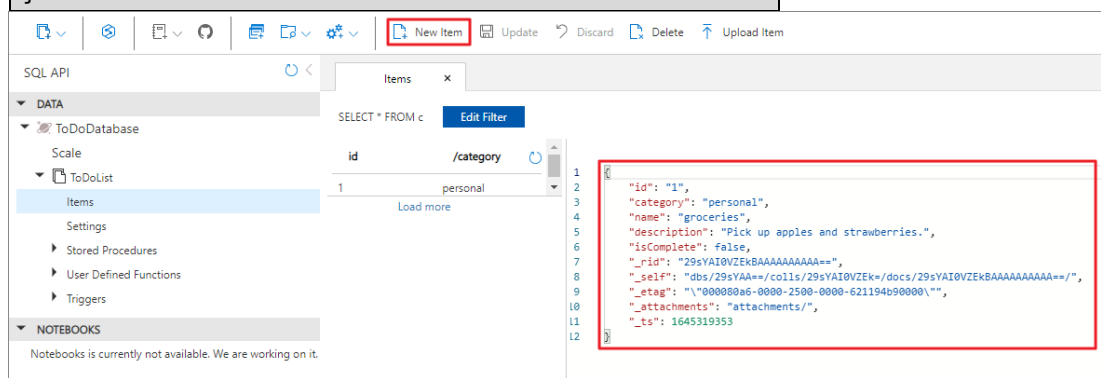 New Item Update Discard Delete Upload Item
SQL API
DATA
ToDoDatabase
Scale
ToDoList
Items
Settings
Stored Procedures
User Defined Functions
Triggers
NOTEBOOKS
Notebooks is currently not available. We are working on it.
Items
SELECT * FROM c Edit Filter
id /category
1 personal
Load more
1 {
2 "id": "1",
3 "category": "personal",
4 "name": "groceries",
5 "description": "Pick up apples and strawberries.",
6 "isComplete": false,
7 "_rid": "29sYAI0VZEkBAAAAAAAAAA==",
8 "_self": "dbs/29sYAA==/colls/29sYAI0VZEk=/docs/29sYAI0VZEkBAAAAAAAAAA==/",
9 "_etag": "\"000080a6-0000-2500-0000-621194b90000\"",
10 "_attachments": "attachments/",
11 "_ts": 1645319353
12 }